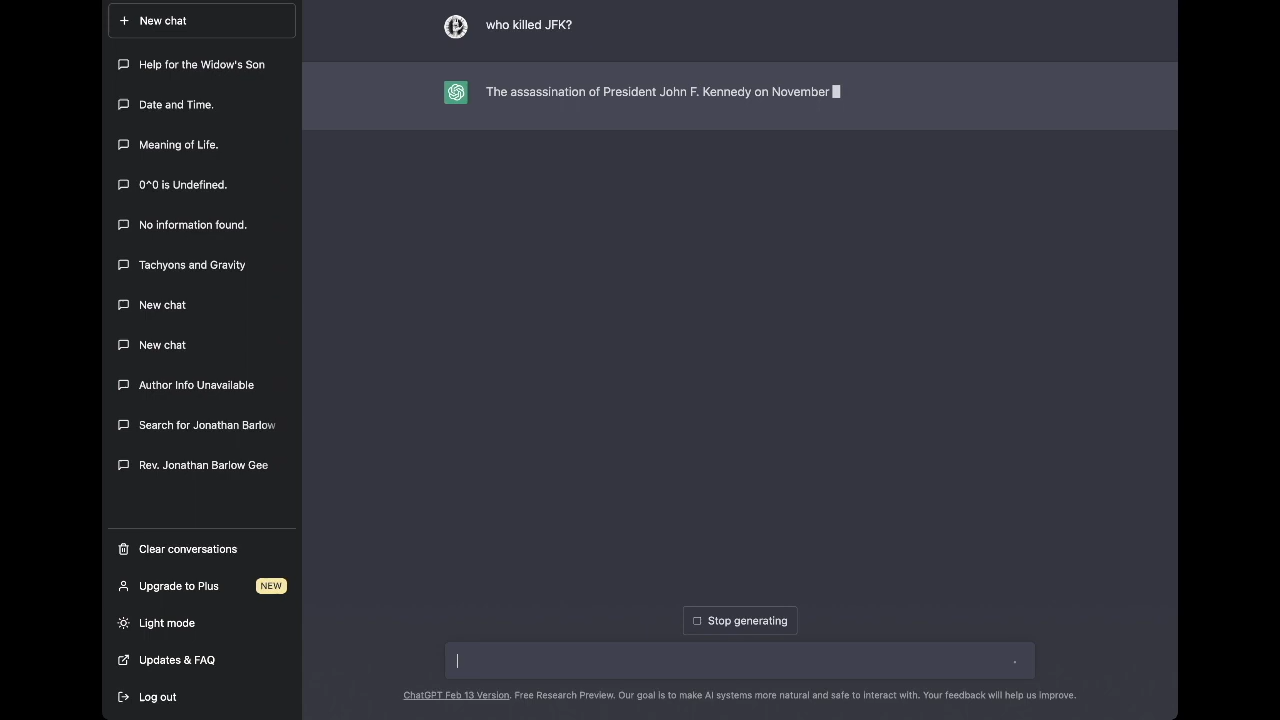 New chat
Help for the Widow's Son
Date and Time.
Meaning of Life.
0^0 is Undefined.
No information found.
Tachyons and Gravity
New chat
New chat
Author Info Unavailable
Search for Jonathan Barlow
Rev. Jonathan Barlow Gee
Clear conversations
Upgrade to Plus NEW
Light mode
Updates & FAQ
Log out
who killed JFK?
The assassination of President John F. Kennedy on November
Stop generating
ChatGPT Feb 13 Version. Free Research Preview. Our goal is to make AI systems more natural and safe to interact with. Your feedback will help us improve.